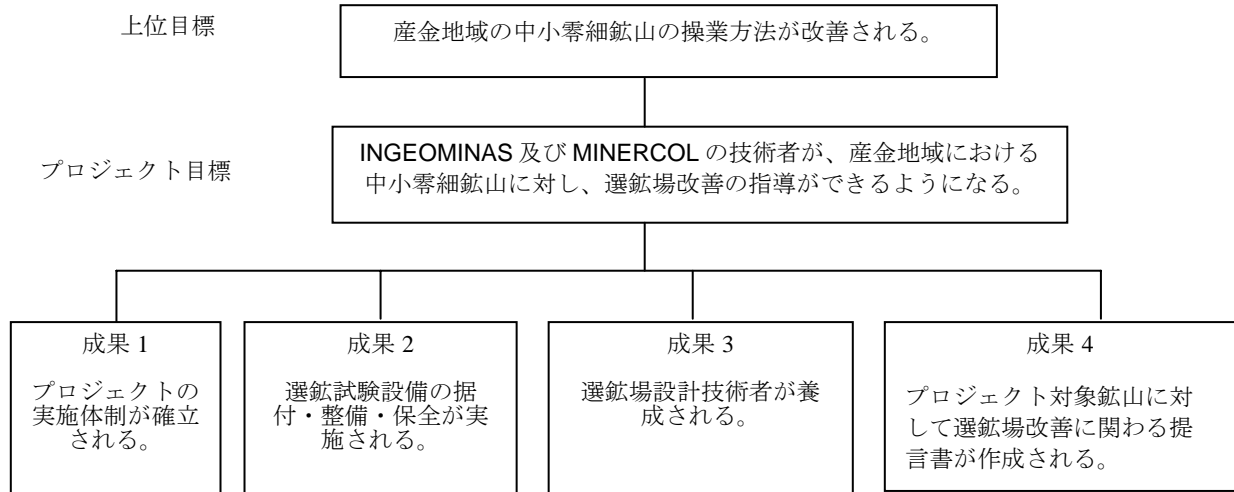 上位目標
産金地域の中小零細鉱山の操業方法が改善される。
プロジェクト目標
INGEOMINAS 及び MINERCOL の技術者が、産金地域における
中小零細鉱山に対し、選鉱場改善の指導ができるようになる。
成果 1
プロジェクトの
実施体制が確立
される。
成果 2
選鉱試験設備の据
付・整備・保全が実
施される。
成果 3
選鉱場設計技術者が養
成される。
成果 4
プロジェクト対象鉱山に対
して選鉱場改善に関わる提
言書が作成される。